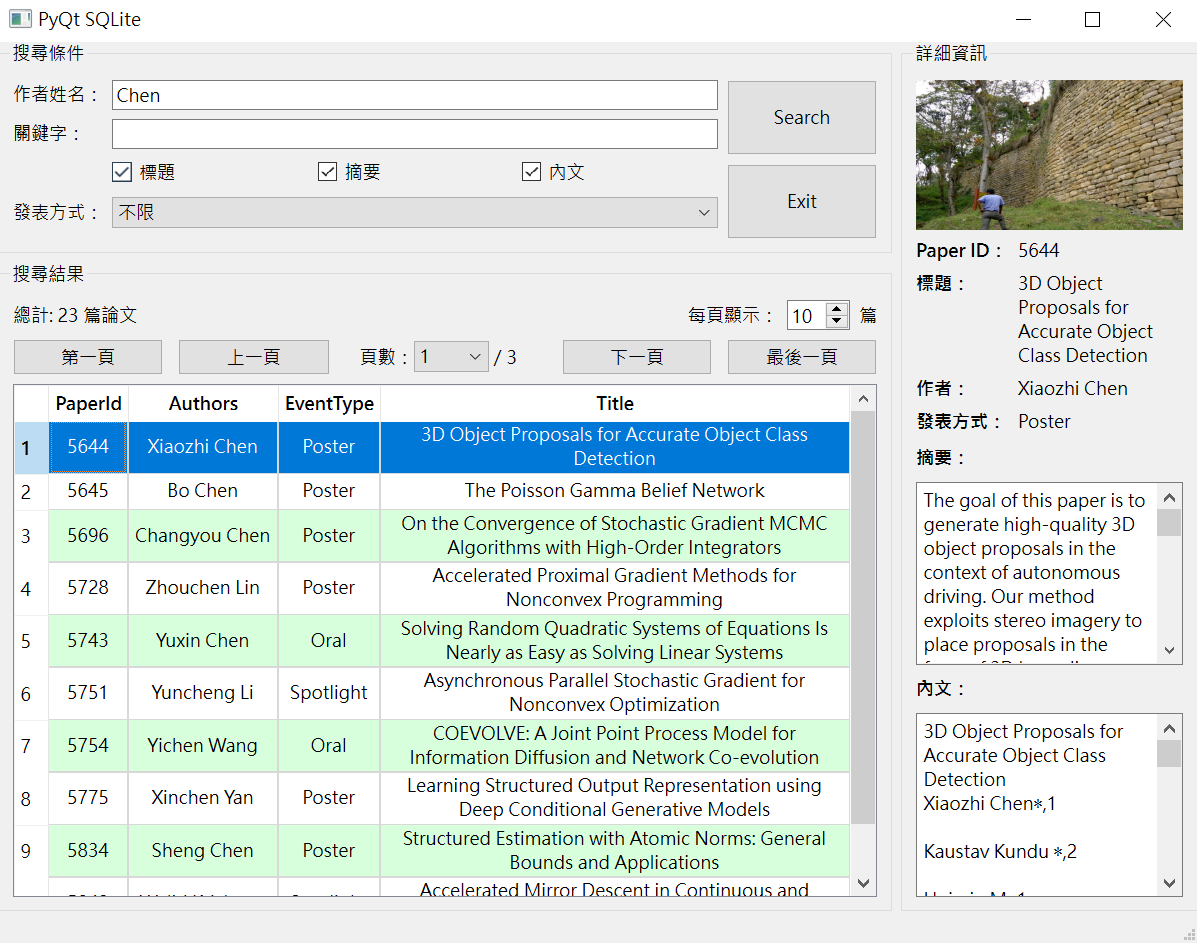 PyQt SQLite
搜尋條件
作者姓名：
Chen
Search
關鍵字：
標題
摘要
內文
發表方式：
不限
Exit
搜尋結果
總計: 23 篇論文
每頁顯示：
10
篇
第一頁
上一頁
頁數：
1
/ 3
下一頁
最後一頁
PaperId Authors EventType Title
1 5644 Xiaozhi Chen Poster 3D Object Proposals for Accurate Object Class
Detection
2 5645 Bo Chen Poster The Poisson Gamma Belief Network
3 5696 Changyou Chen Poster On the Convergence of Stochastic Gradient MCMC
Algorithms with High-Order Integrators
4 5728 Zhouchen Lin Poster Accelerated Proximal Gradient Methods for
Nonconvex Programming
5 5743 Yuxin Chen Oral Solving Random Quadratic Systems of Equations Is
Nearly as Easy as Solving Linear Systems
6 5751 Yuncheng Li Spotlight Asynchronous Parallel Stochastic Gradient for
Nonconvex Optimization
7 5754 Yichen Wang Oral COEVOLVE: A Joint Point Process Model for
Information Diffusion and Network Co-evolution
8 5775 Xinchen Yan Poster Learning Structured Output Representation using
Deep Conditional Generative Models
9 5834 Sheng Chen Poster Structured Estimation with Atomic Norms: General
Bounds and Applications
Accelerated Mirror Descent in Continuous and
詳細資訊
Paper ID： 5644
標題： 3D Object
Proposals for
Accurate Object
Class Detection
作者： Xiaozhi Chen
發表方式： Poster
摘要：
The goal of this paper is to
generate high-quality 3D
object proposals in the
context of autonomous
driving. Our method
exploits stereo imagery to
place proposals in the
內文：
3D Object Proposals for
Accurate Object Class
Detection
Xiaozhi Chen∗,1
Kaustav Kundu ∗,2